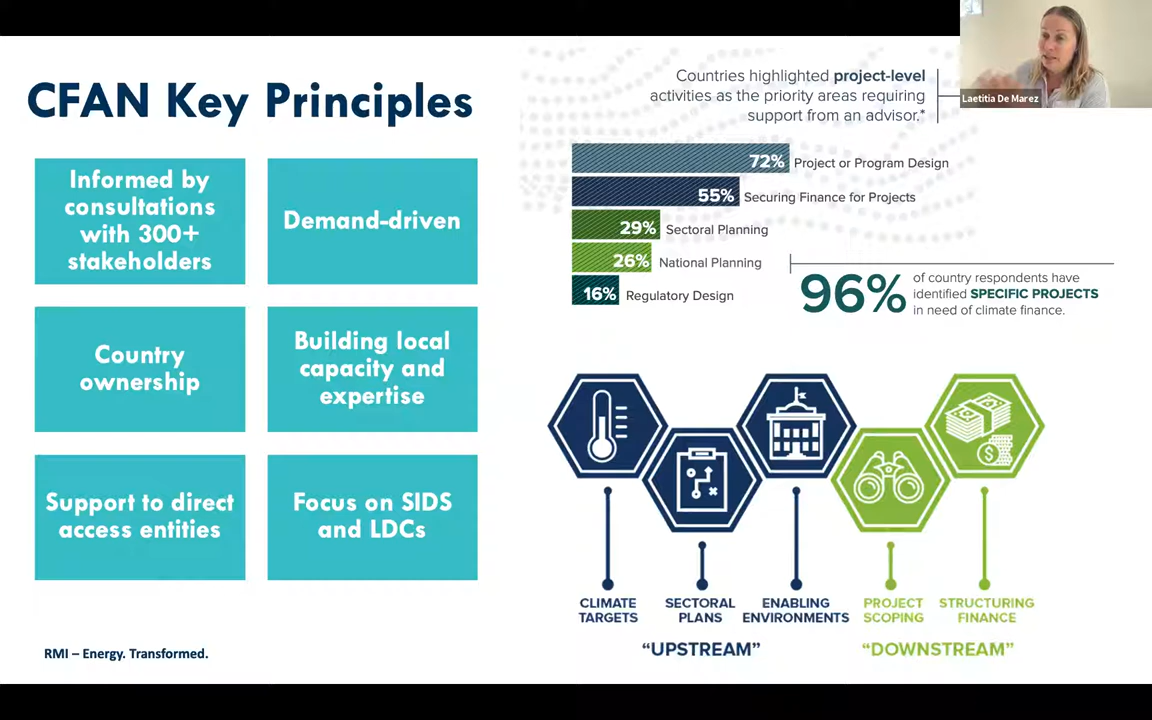 CFAN Key Principles
Informed by
consultations
with 300+
stakeholders
Demand-driven
Country
ownership
Building local
capacity and
expertise
Support to direct
access entities
Focus on SIDS
and LDCs
RMI – Energy. Transformed.
Countries highlighted project-level
activities as the priority areas requiring
support from an advisor.*
72% Project or Program Design
55% Securing Finance for Projects
29% Sectoral Planning
26% National Planning
16% Regulatory Design
96%
of country respondents have
identified SPECIFIC PROJECTS
in need of climate finance.
CLIMATE
TARGETS
SECTORAL
PLANS
ENABLING
ENVIRONMENTS
PROJECT
SCOPING
STRUCTURING
FINANCE
“UPSTREAM”
“DOWNSTREAM”
Laetitia De Marez